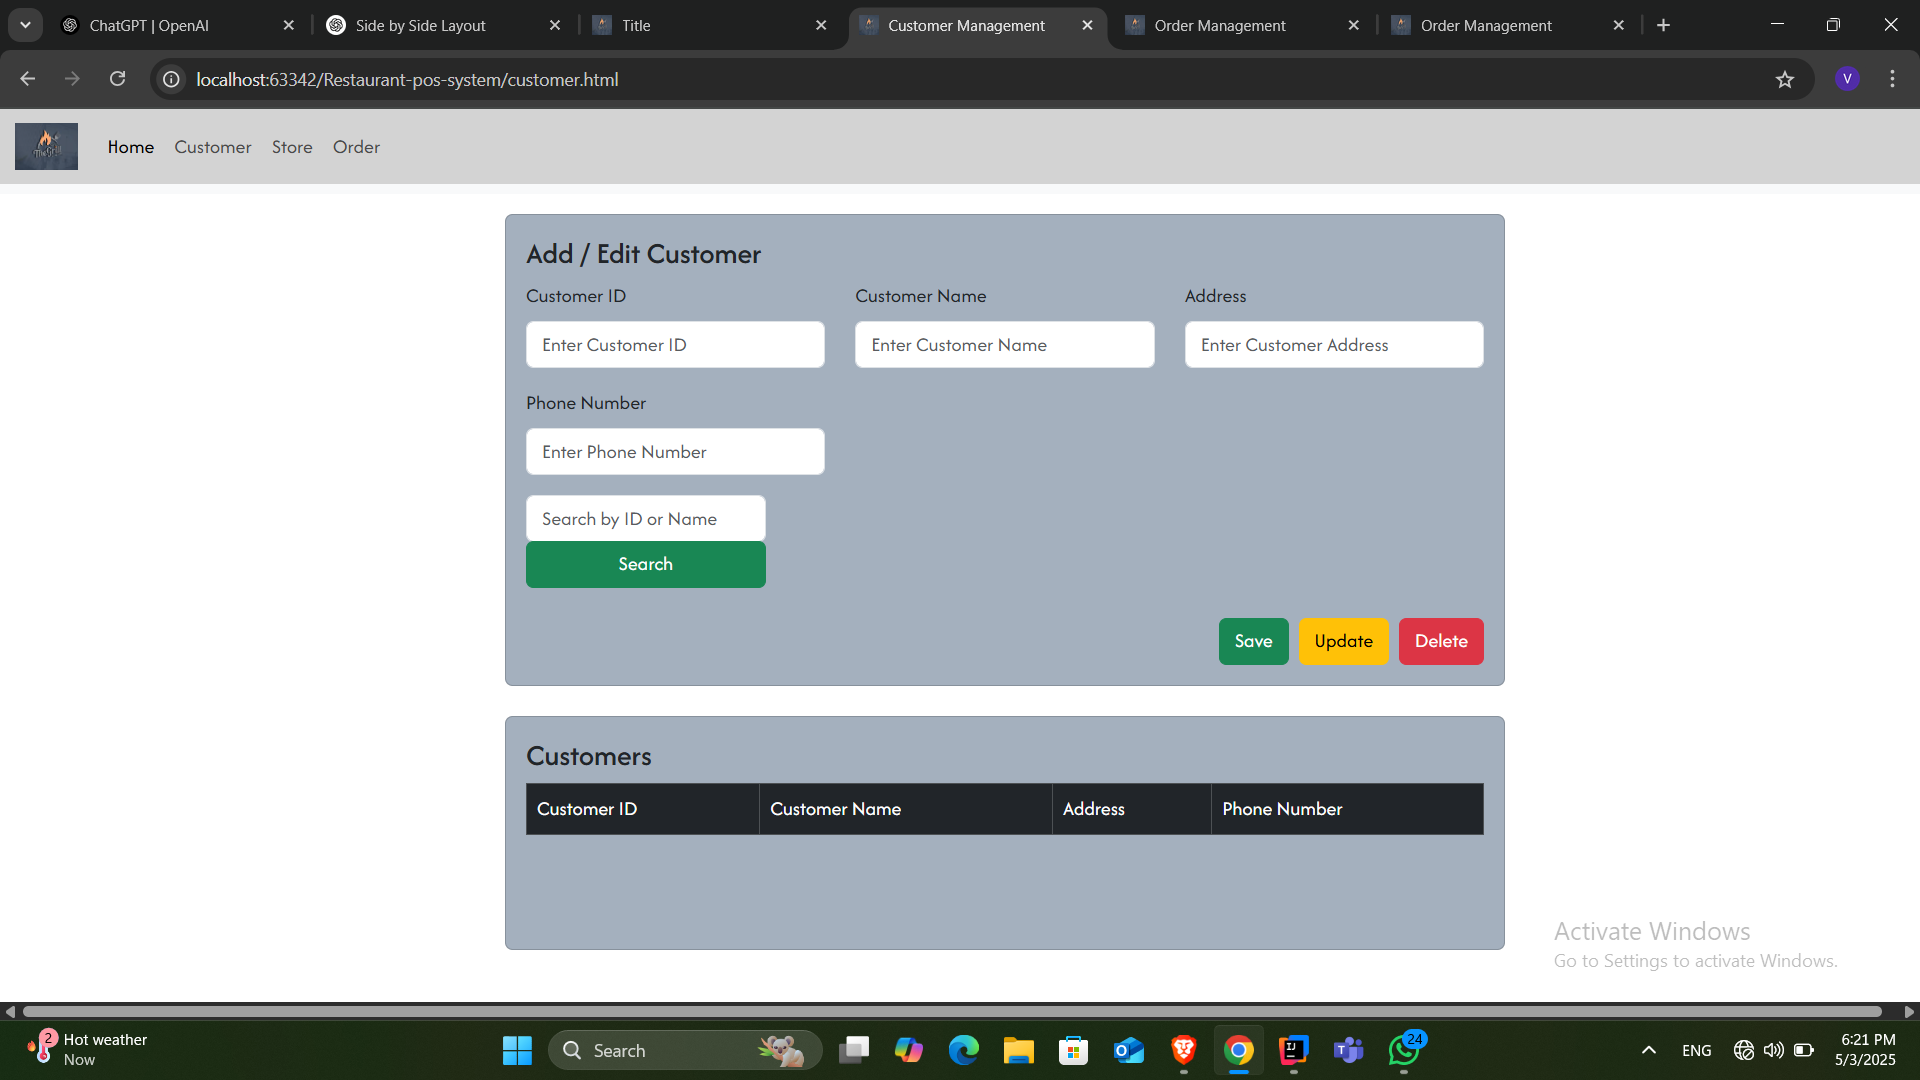 ChatGPT | OpenAI
Side by Side Layout
Title
Customer Management
Order Management
Order Management
localhost:63342/Restaurant-pos-system/customer.html
V
Home Customer Store Order
Add / Edit Customer
Customer ID Customer Name Address
Enter Customer ID Enter Customer Name Enter Customer Address
Phone Number
Enter Phone Number
Search by ID or Name
Search
Save Update Delete
Customers
Customer ID Customer Name Address Phone Number
Activate Windows
Go to Settings to activate Windows.
2
Hot weather
Now
Search
24
ENG
6:21 PM
5/3/2025